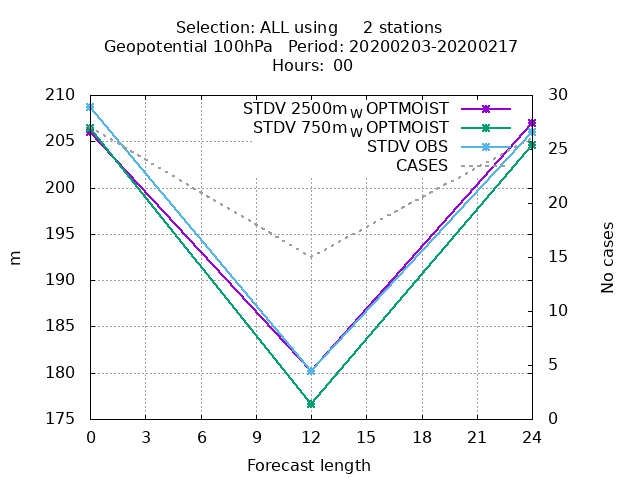 Selection: ALL using     2 stations
Geopotential 100hPa   Period: 20200203-20200217
Hours:  00
210
205
200
195
190
185
180
175
30
25
20
15
10
5
0
STDV 2500m_W OPTMOIST
STDV 750m_W OPTMOIST
STDV OBS
CASES
m
No cases
0 3 6 9 12 15 18 21 24
Forecast length